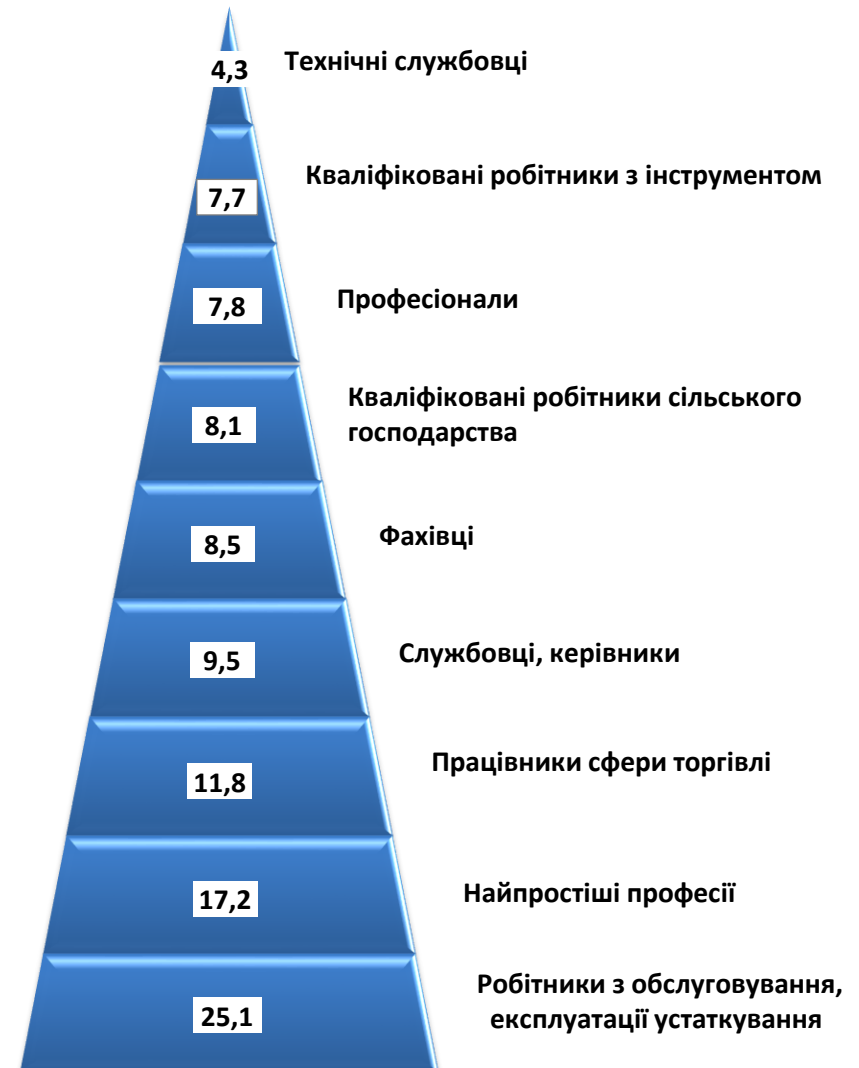 4,3 Технічні службовці
Кваліфіковані робітники з інструментом
7,7
Професіонали
7,8
Кваліфіковані робітники сільського
господарства
8,1
Фахівці
8,5
Службовці, керівники
9,5
Працівники сфери торгівлі
11,8
Найпростіші професії
17,2
Робітники з обслуговування,
експлуатації устаткування
25,1